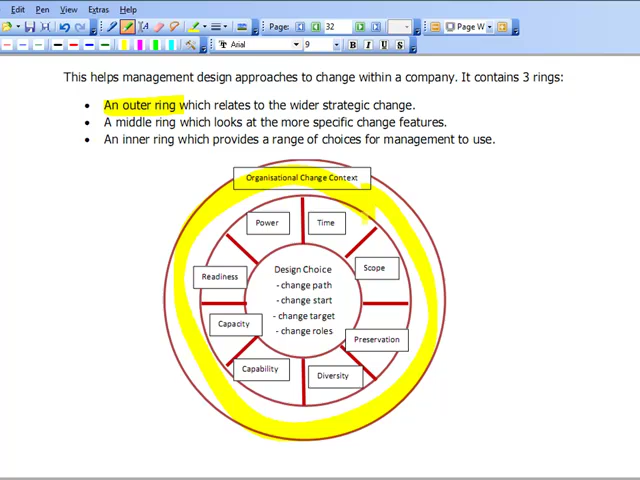 Edit Pen View Extras Help
Page: 32 Page W
Arial 9 B I U S
This helps management design approaches to change within a company. It contains 3 rings:
• An outer ring which relates to the wider strategic change.
• A middle ring which looks at the more specific change features.
• An inner ring which provides a range of choices for management to use.
Organisational Change Context
Power
Time
Readiness
Scope
Design Choice
- change path
- change start
- change target
- change roles
Capacity
Preservation
Capability
Diversity